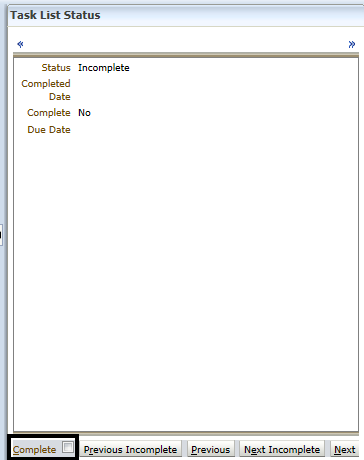 Task List Status
« »
Status Incomplete
Completed
Date
Complete No
Due Date
Complete Previous Incomplete Previous Next Incomplete Next